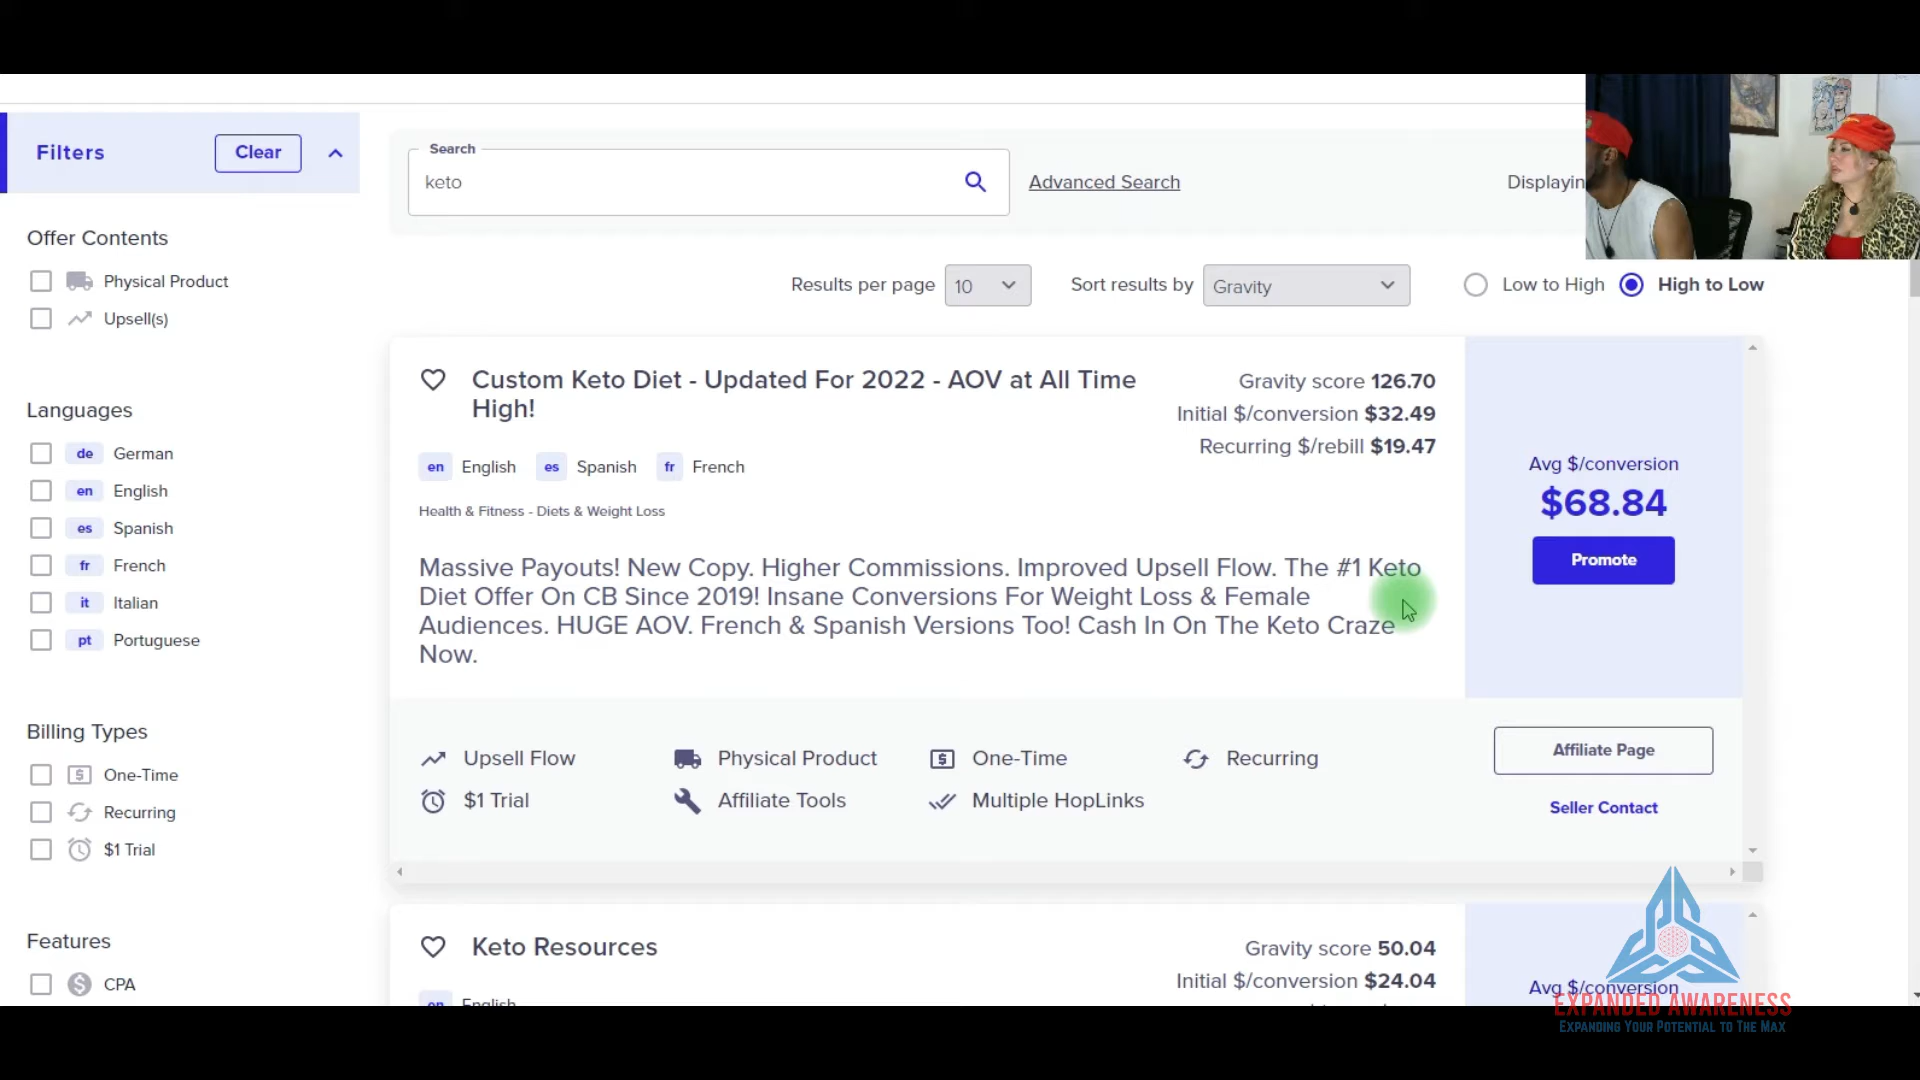 Filters
Clear
Search
keto
Advanced Search
Displayin
Offer Contents
Physical Product
Upsell(s)
Results per page
10
Sort results by
Gravity
Low to High
High to Low
Languages
de German
en English
es Spanish
fr French
it Italian
pt Portuguese
Billing Types
One-Time
Recurring
$1 Trial
Features
CPA
Custom Keto Diet - Updated For 2022 - AOV at All Time
High!
Gravity score 126.70
Initial $/conversion $32.49
Recurring $/rebill $19.47
en English es Spanish fr French
Health & Fitness - Diets & Weight Loss
Massive Payouts! New Copy. Higher Commissions. Improved Upsell Flow. The #1 Keto
Diet Offer On CB Since 2019! Insane Conversions For Weight Loss & Female
Audiences. HUGE AOV. French & Spanish Versions Too! Cash In On The Keto Craze
Now.
Avg $/conversion
$68.84
Promote
Upsell Flow
Physical Product
One-Time
Recurring
$1 Trial
Affiliate Tools
Multiple HopLinks
Affiliate Page
Seller Contact
Keto Resources
Gravity score 50.04
Initial $/conversion $24.04
en English
Avg $/conversion
EXPANDED AWARENESS
EXPANDING YOUR POTENTIAL TO THE MAX